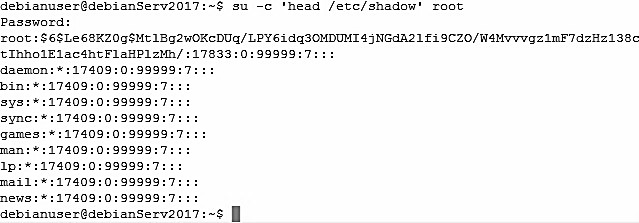 debianuser@debianServ2017:~$ su -c 'head /etc/shadow' root
Password:
root:$6$Le68KZ0g$MtlBg2wOKcDUq/LPY6idq3OMDUMI4jNGdA2lfi9CZO/W4Mvvvgz1mF7dzHz138c
tIhho1E1ac4htFlaHPlzMh/:17833:0:99999:7:::
daemon:*:17409:0:99999:7:::
bin:*:17409:0:99999:7:::
sys:*:17409:0:99999:7:::
sync:*:17409:0:99999:7:::
games:*:17409:0:99999:7:::
man:*:17409:0:99999:7:::
lp:*:17409:0:99999:7:::
mail:*:17409:0:99999:7:::
news:*:17409:0:99999:7:::
debianuser@debianServ2017:~$